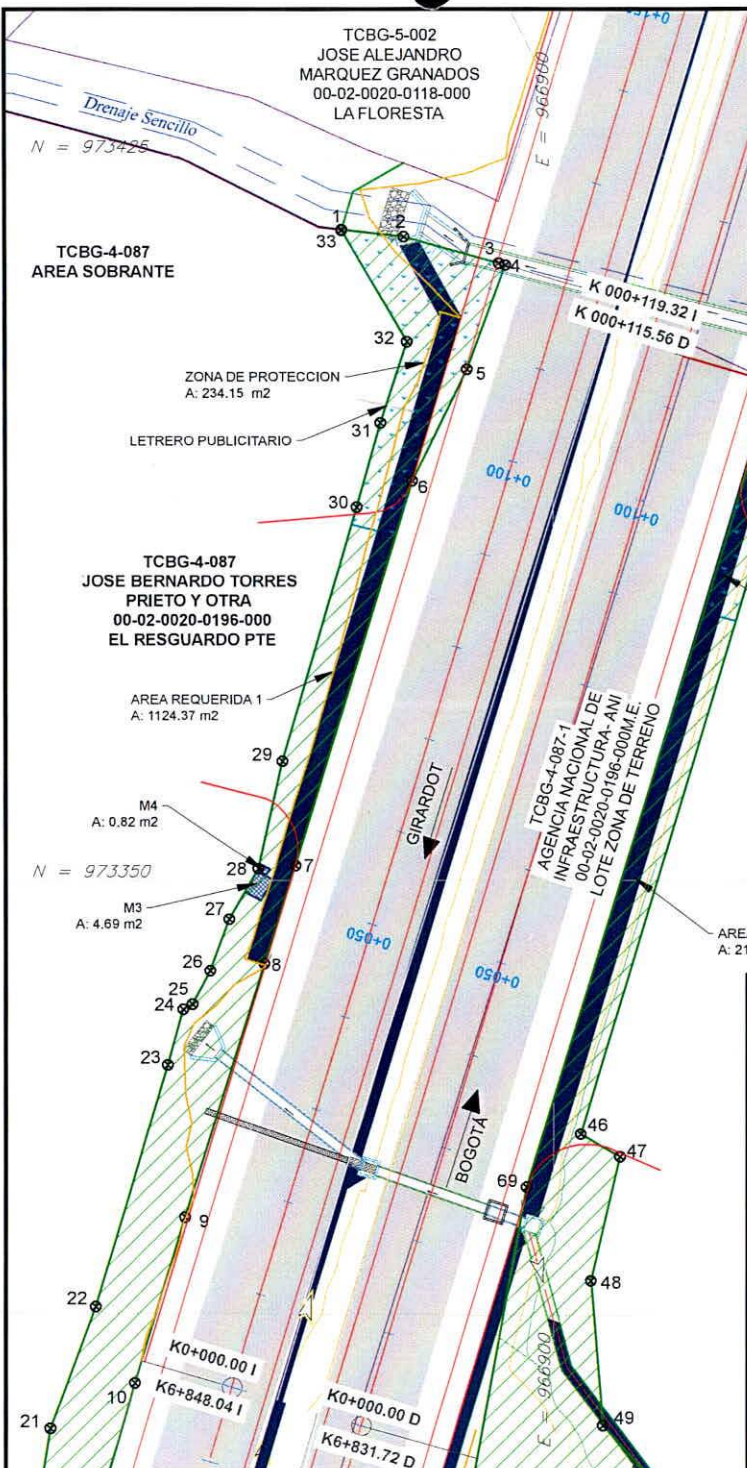 0+150
TCBG-5-002
JOSE ALEJANDRO
MARQUEZ GRANADOS
00-02-0020-0118-000
LA FLORESTA
E = 966900
Drenaje Sencillo
N = 973425
1
2
33
3
4
TCBG-4-087
AREA SOBRANTE
K 000+119.32 I
K 000+115.56 D
32
5
ZONA DE PROTECCION
A: 234.15 m2
31
LETRERO PUBLICITARIO
0+100
6
30
0+100
TCBG-4-087
JOSE BERNARDO TORRES
PRIETO Y OTRA
00-02-0020-0196-000
EL RESGUARDO PTE
AREA REQUERIDA 1
A: 1124.37 m2
TCBG-4-087-1
AGENCIA NACIONAL DE
INFRAESTRUCTURA- ANI
00-02-0020-0196-000M.E.
LOTE ZONA DE TERRENO
29
GIRARDOT
M4
A: 0,82 m2
28
7
N = 973350
M3
A: 4.69 m2
27
0+050
AREA
A: 21
26
8
0+050
25
24
23
BOGOTÁ
46
47
69
9
48
22
K0+000.00 I
K6+848.04 I
E = 966900
10
K0+000.00 D
K6+831.72 D
21
49